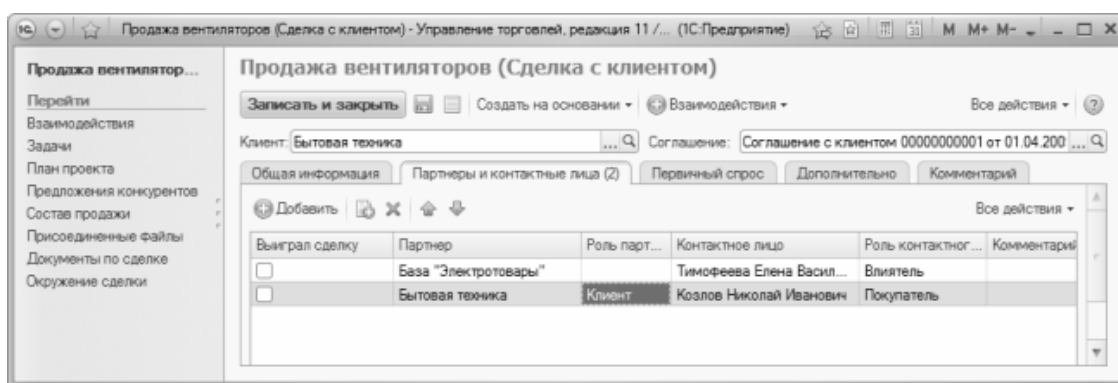 Продажа вентиляторов (Сделка с клиентом) - Управление торговлей, редакция 11 /... (1С:Предприятие) M M+ M-
Продажа вентилятор...
Перейти
Взаимодействия
Задачи
План проекта
Предложения конкурентов
Состав продажи
Присоединенные файлы
Документы по сделке
Окружение сделки
Продажа вентиляторов (Сделка с клиентом)
Записать и закрыть Создать на основании Взаимодействия Все действия
Клиент: Бытовая техника ... Соглашение: Соглашение с клиентом 00000000001 от 01.04.200 ...
Общая информация Партнеры и контактные лица (2) Первичный спрос Дополнительно Комментарий
Добавить Все действия
Выиграл сделку Партнер Роль парт... Контактное лицо Роль контактног... Комментарий
База "Электротовары" Тимофеева Елена Васил... Влиятель
Бытовая техника Клиент Козлов Николай Иванович Покупатель